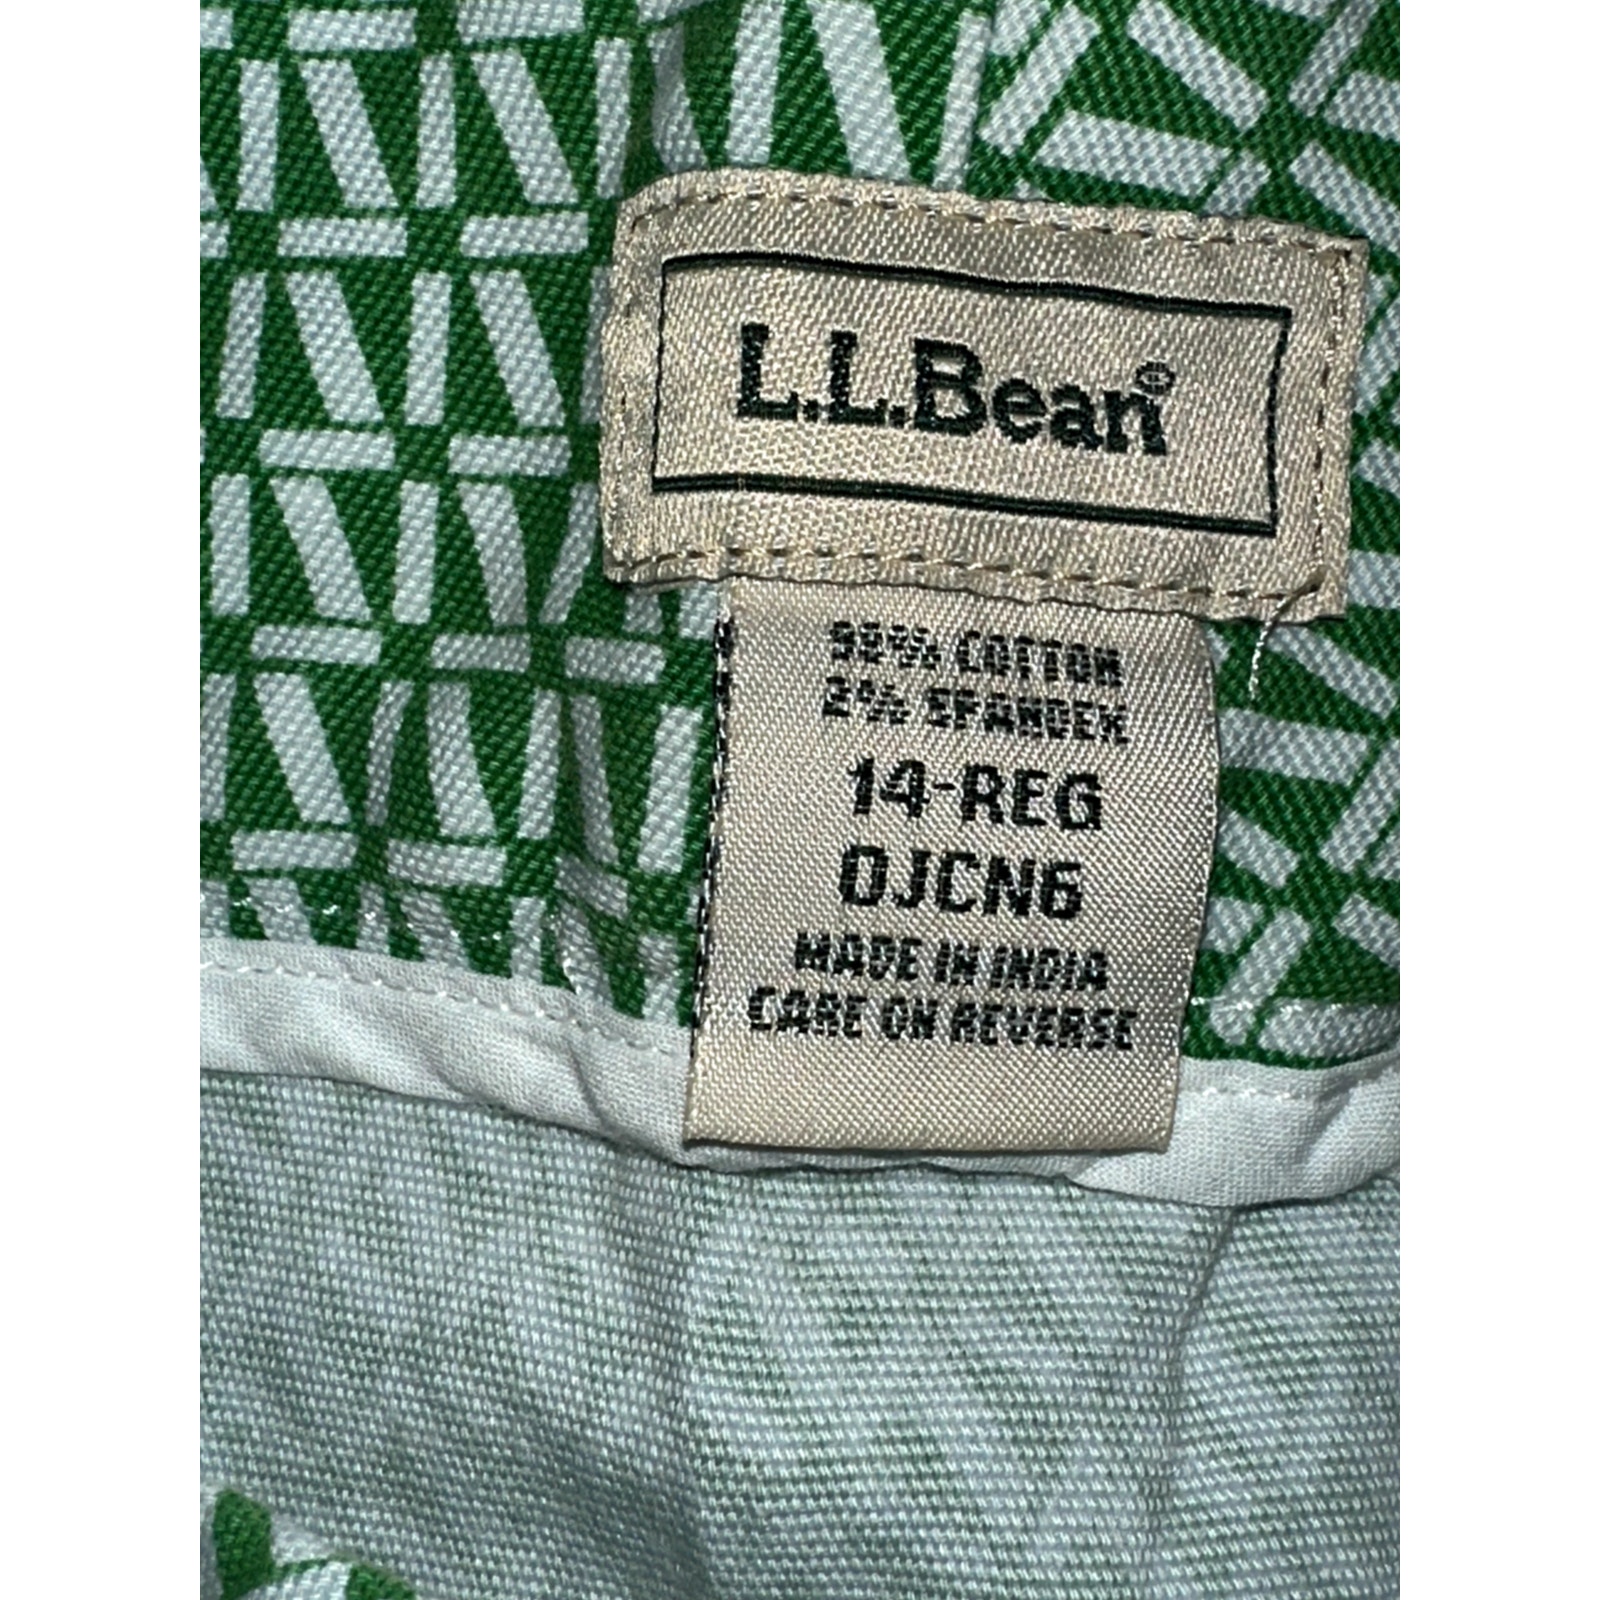 L.L.Bean®
98% COTTON
2% SPANDEX
14-REG
0JCN6
MADE IN INDIA
CARE ON REVERSE